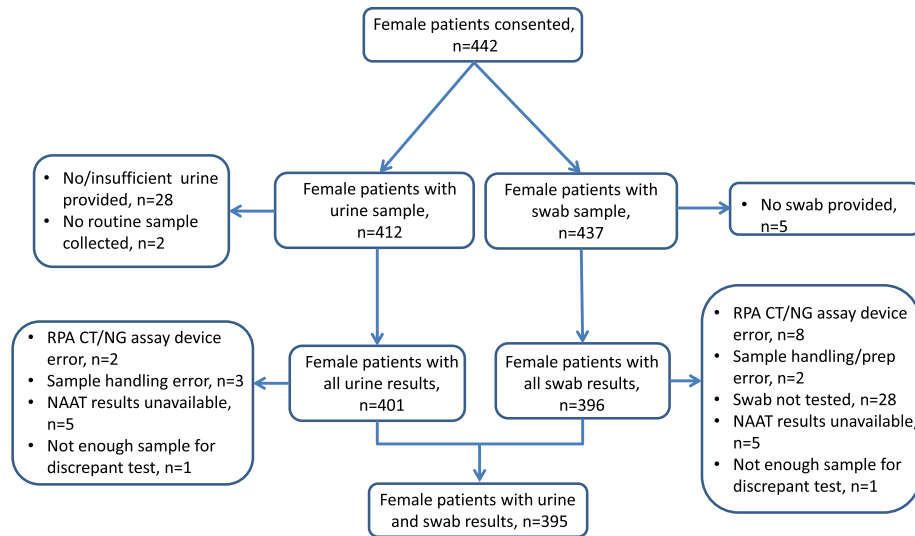 Female patients consented,
n=442
• No/insufficient urine
provided, n=28
• No routine sample
collected, n=2
Female patients with
urine sample,
n=412
Female patients with
swab sample,
n=437
• No swab provided,
n=5
• RPA CT/NG assay device
error, n=2
• Sample handling error, n=3
• NAAT results unavailable,
n=5
• Not enough sample for
discrepant test, n=1
Female patients with
all urine results,
n=401
Female patients with
all swab results,
n=396
• RPA CT/NG assay device
error, n=8
• Sample handling/prep
error, n=2
• Swab not tested, n=28
• NAAT results unavailable,
n=5
• Not enough sample for
discrepant test, n=1
Female patients with urine
and swab results, n=395